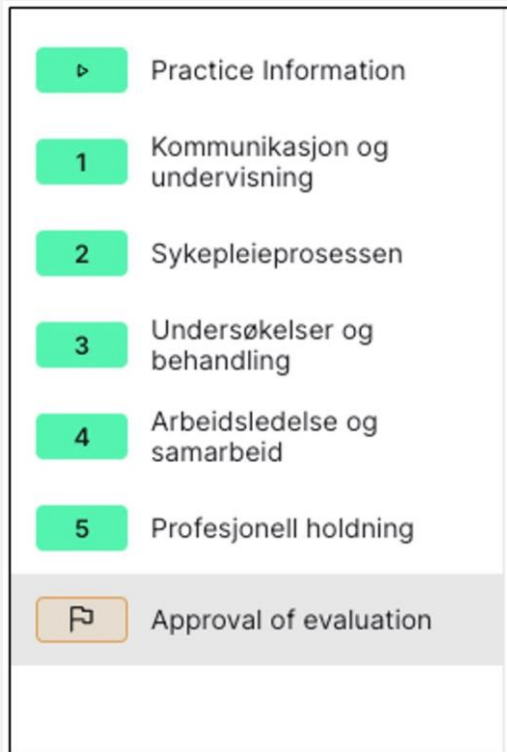 Practice Information
1 Kommunikasjon og
undervisning
2 Sykepleieprosessen
3 Undersøkelser og
behandling
4 Arbeidsledelse og
samarbeid
5 Profesjonell holdning
Approval of evaluation